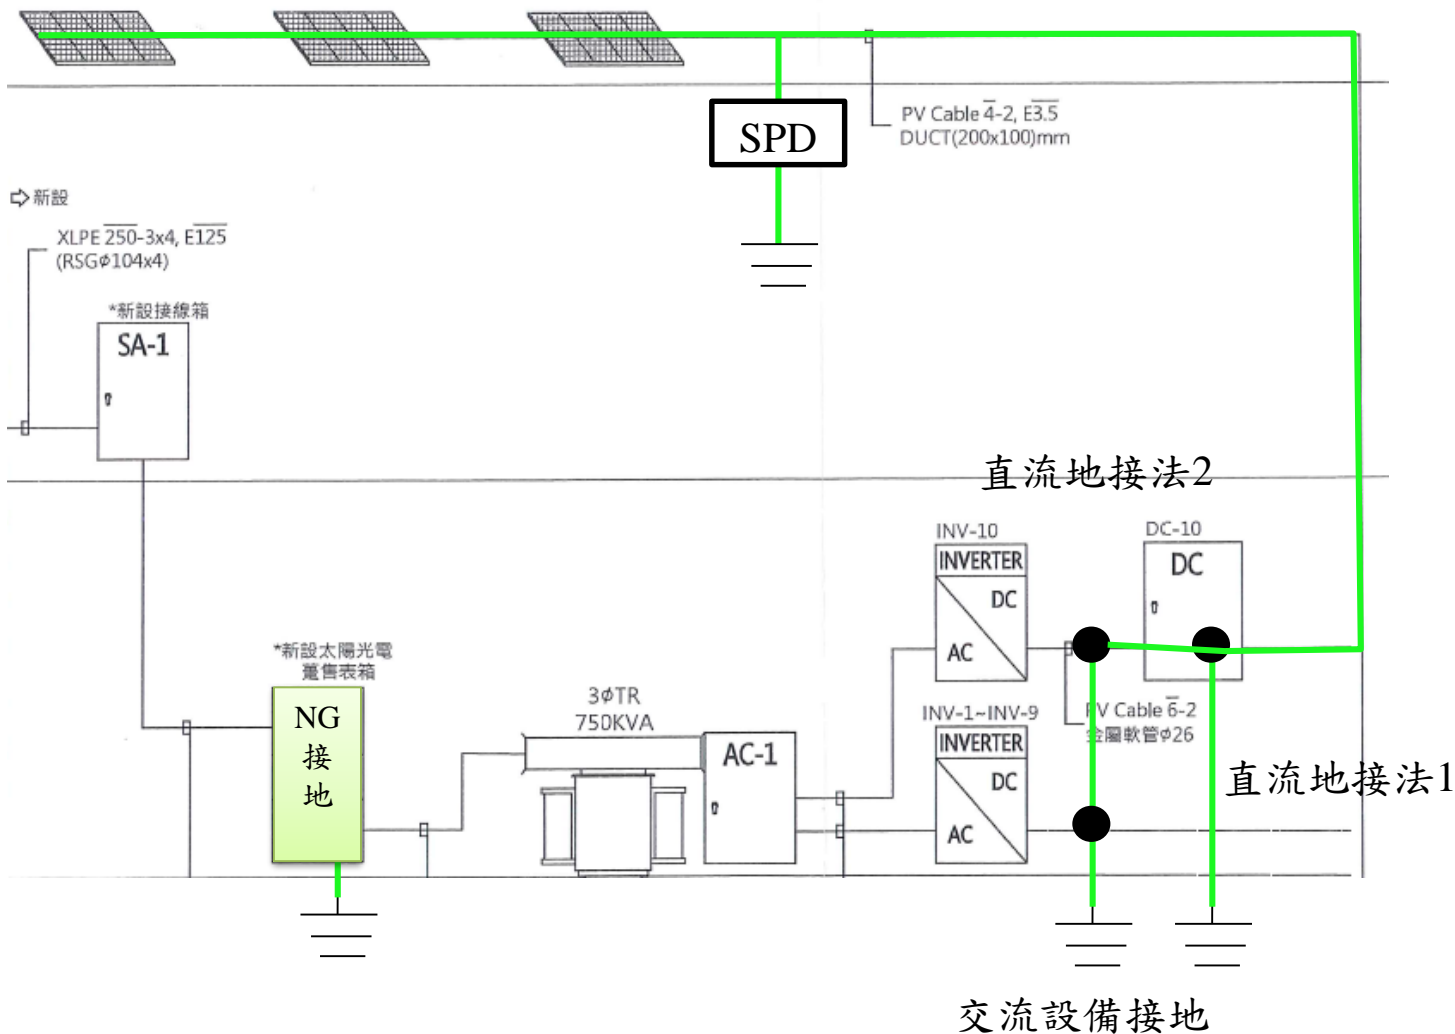 SPD
PV Cable 4-2, E3.5
DUCT(200x100)mm
新設
XLPE 250-3x4, E125
(RSGφ104x4)
*新設接線箱
SA-1
直流地接法2
INV-10
INVERTER
DC
AC
DC-10
DC
*新設太陽光電
躉售表箱
NG
接
地
3φTR
750KVA
AC-1
INV-1~INV-9
INVERTER
DC
AC
PV Cable 6-2
金屬軟管φ26
直流地接法1
交流設備接地